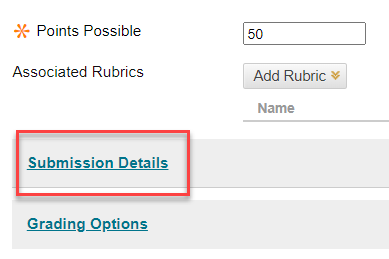 Points Possible 50
Associated Rubrics Add Rubric
Name
Submission Details
Grading Options